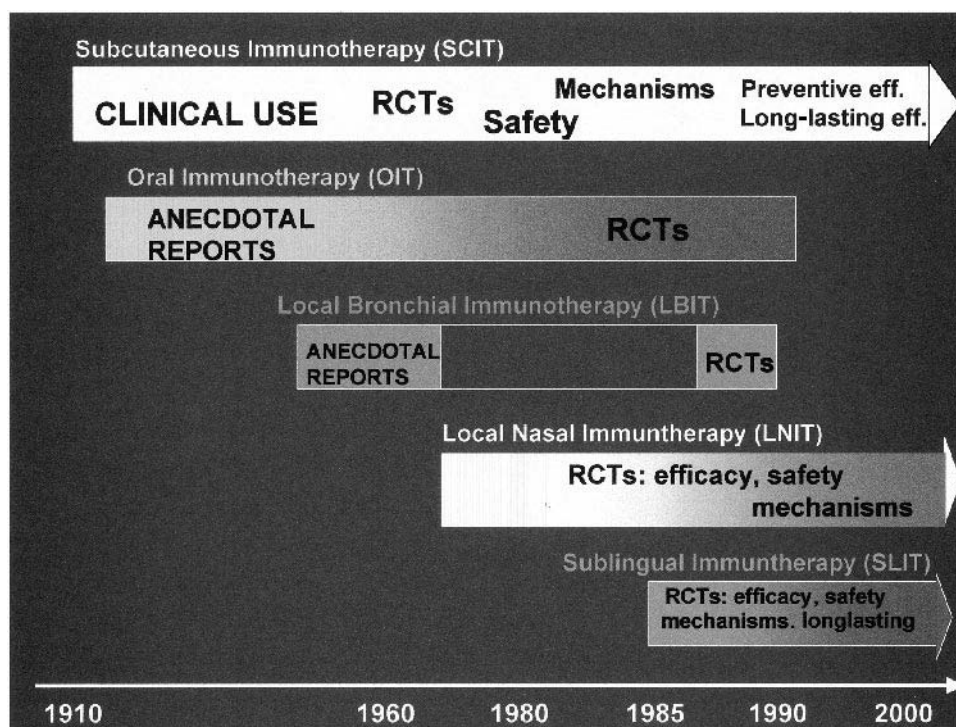 Subcutaneous Immunotherapy (SCIT)
CLINICAL USE
RCTs
Safety
Mechanisms
Preventive eff.
Long-lasting eff.
Oral Immunotherapy (OIT)
ANECDOTAL
REPORTS
RCTs
Local Bronchial Immunotherapy (LBIT)
ANECDOTAL
REPORTS
RCTs
Local Nasal Immuntherapy (LNIT)
RCTs: efficacy, safety
mechanisms
Sublingual Immuntherapy (SLIT)
RCTs: efficacy, safety
mechanisms. longlasting
1910 1960 1980 1985 1990 2000